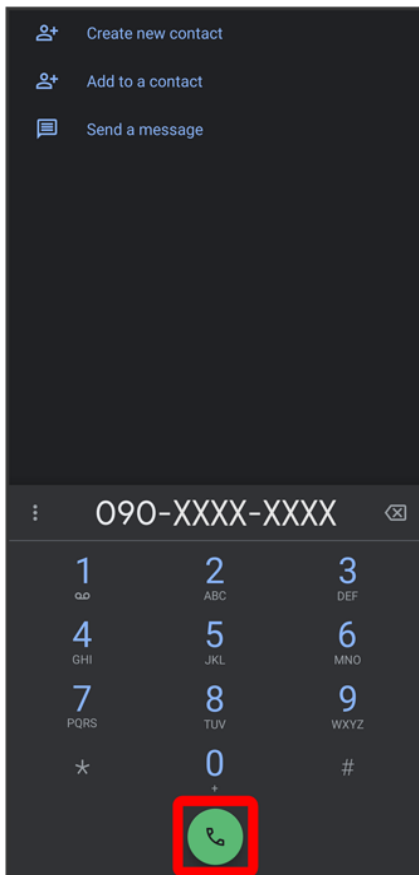 Create new contact
Add to a contact
Send a message
090-XXXX-XXXX
1 2 3
ABC DEF
4 5 6
GHI JKL MNO
7 8 9
PQRS TUV WXYZ
* 0 #
+